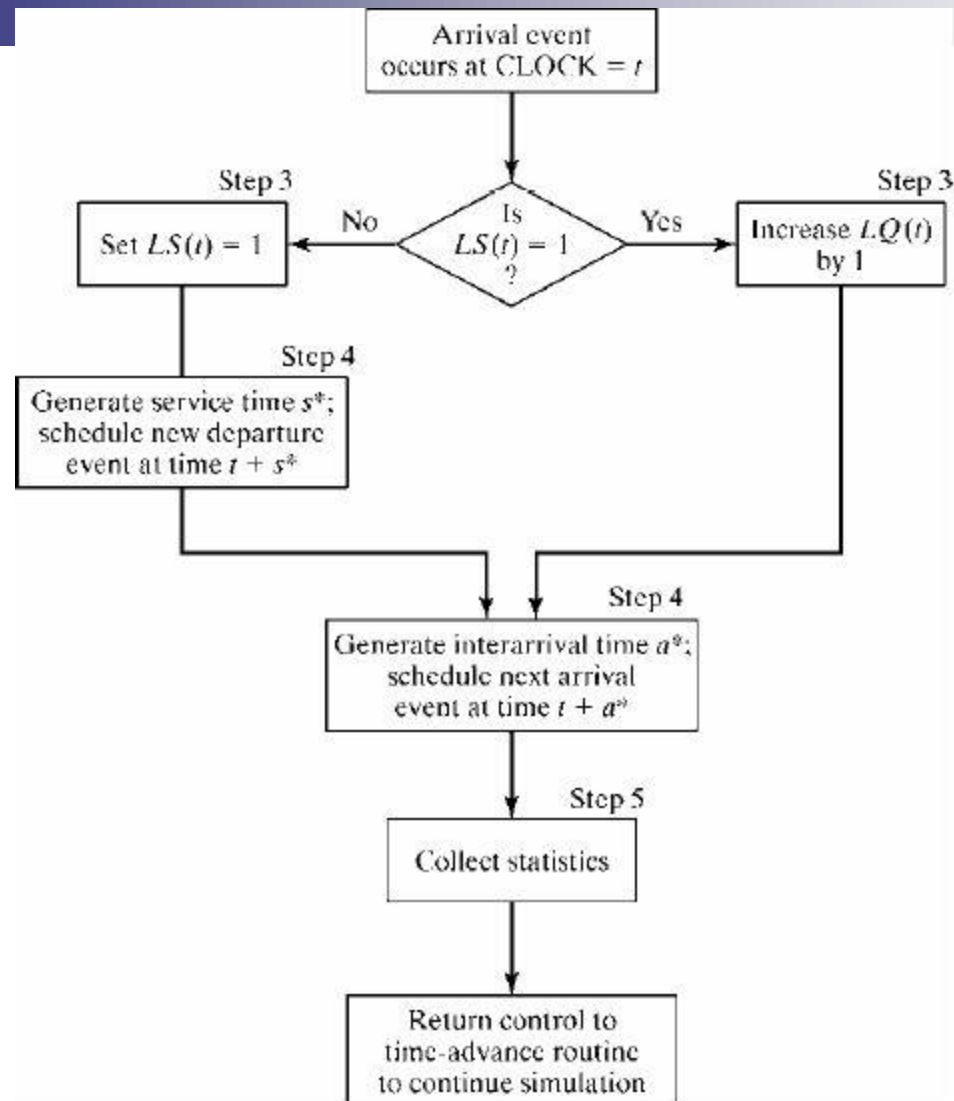 Arrival event
occurs at CLOCK = t
Step 3
Set LS(t) = 1
No
Is
LS(t) = 1
?
Yes
Step 3
Increase LQ(t)
by 1
Step 4
Generate service time s*;
schedule new departure
event at time t + s*
Step 4
Generate interarrival time a*;
schedule next arrival
event at time t + a*
Step 5
Collect statistics
Return control to
time-advance routine
to continue simulation